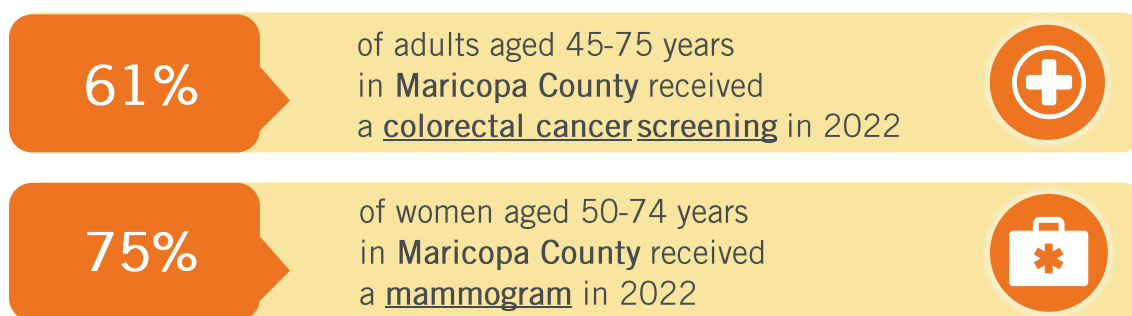 61%
of adults aged 45-75 years
in Maricopa County received
a colorectal cancer screening in 2022
75%
of women aged 50-74 years
in Maricopa County received
a mammogram in 2022